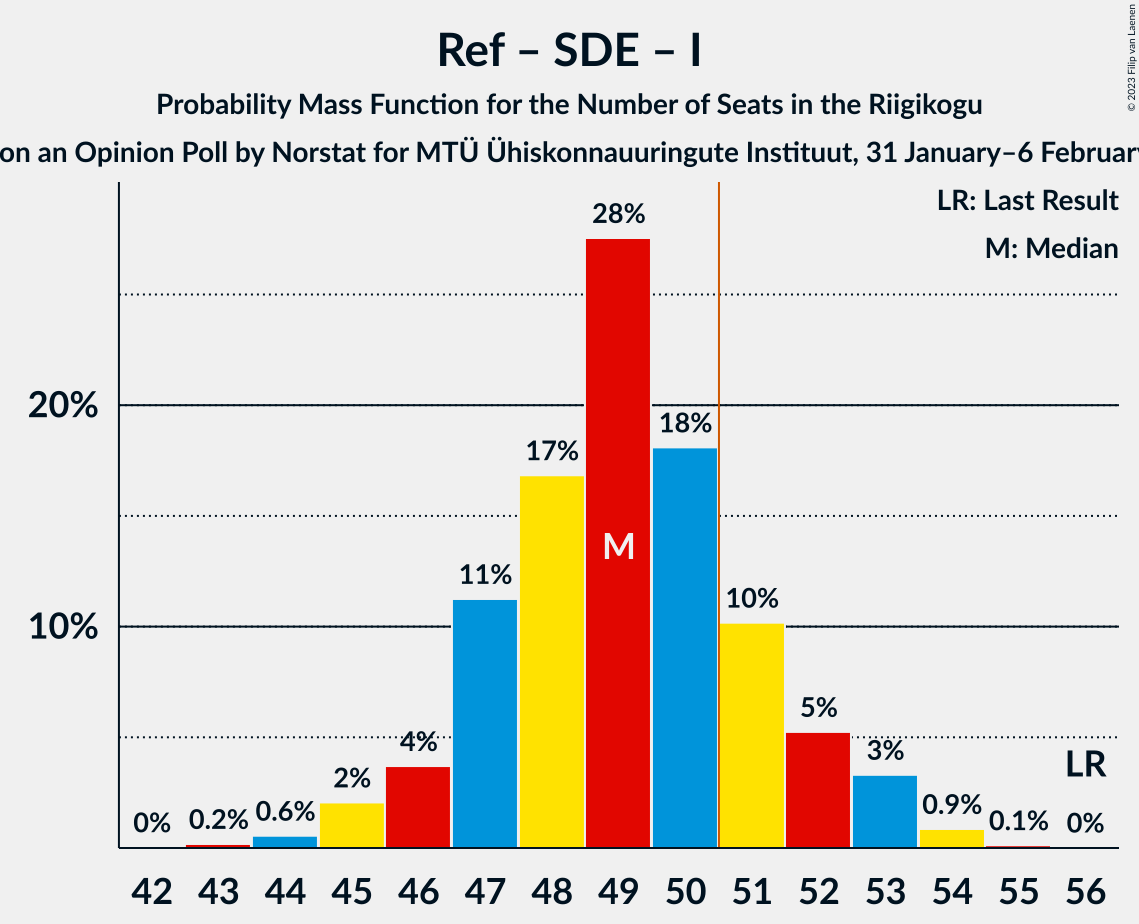 Ref – SDE – I
Probability Mass Function for the Number of Seats in the Riigikogu
on an Opinion Poll by Norstat for MTÜ Ühiskonnauuringute Instituut, 31 January–6 February
© 2023 Filip van Laenen
LR: Last Result
M: Median
28%
20%
18%
17%
M
11%
10%
10%
5%
4%
3%
LR
2%
0%
0.2%
0.6%
0.9%
0.1%
0%
42 43 44 45 46 47 48 49 50 51 52 53 54 55 56